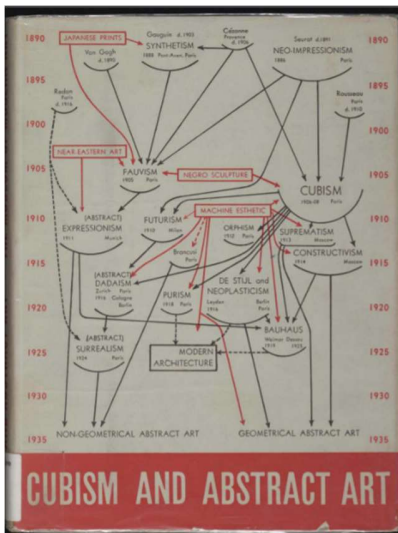 1890
JAPANESE PRINTS
Gauguin d. 1903
Cézanne
Provence
d. 1906
Seurat d.1891
1890
Van Gogh
d. 1890
SYNTHETISM
1888 Pont-Aven, Paris
NEO-IMPRESSIONISM
1886 Paris
1895
Redon
Paris
d. 1916
Rousseau
Paris
d. 1910
1895
1900
1900
NEAR-EASTERN ART
1905
FAUVISM
1905 Paris
NEGRO SCULPTURE
1905
CUBISM
1906-08 Paris
1910
(ABSTRACT)
EXPRESSIONISM
1911 Munich
FUTURISM
1910 Milan
MACHINE ESTHETIC
ORPHISM
1912 Paris
SUPREMATISM
1913 Moscow
1910
Brancusi
Paris
CONSTRUCTIVISM
1914 Moscow
1915
(ABSTRACT)
DADAISM
Zurich Paris
1916 Cologne
Berlin
PURISM
1918 Paris
DE STIJL and
NEOPLASTICISM
Leyden Berlin
1916 Paris
1915
1920
BAUHAUS
Weimar Dessau
1919 1925
1920
1925
(ABSTRACT)
SURREALISM
1924 Paris
MODERN
ARCHITECTURE
1925
1930
1930
1935
NON-GEOMETRICAL ABSTRACT ART
GEOMETRICAL ABSTRACT ART
1935
CUBISM AND ABSTRACT ART